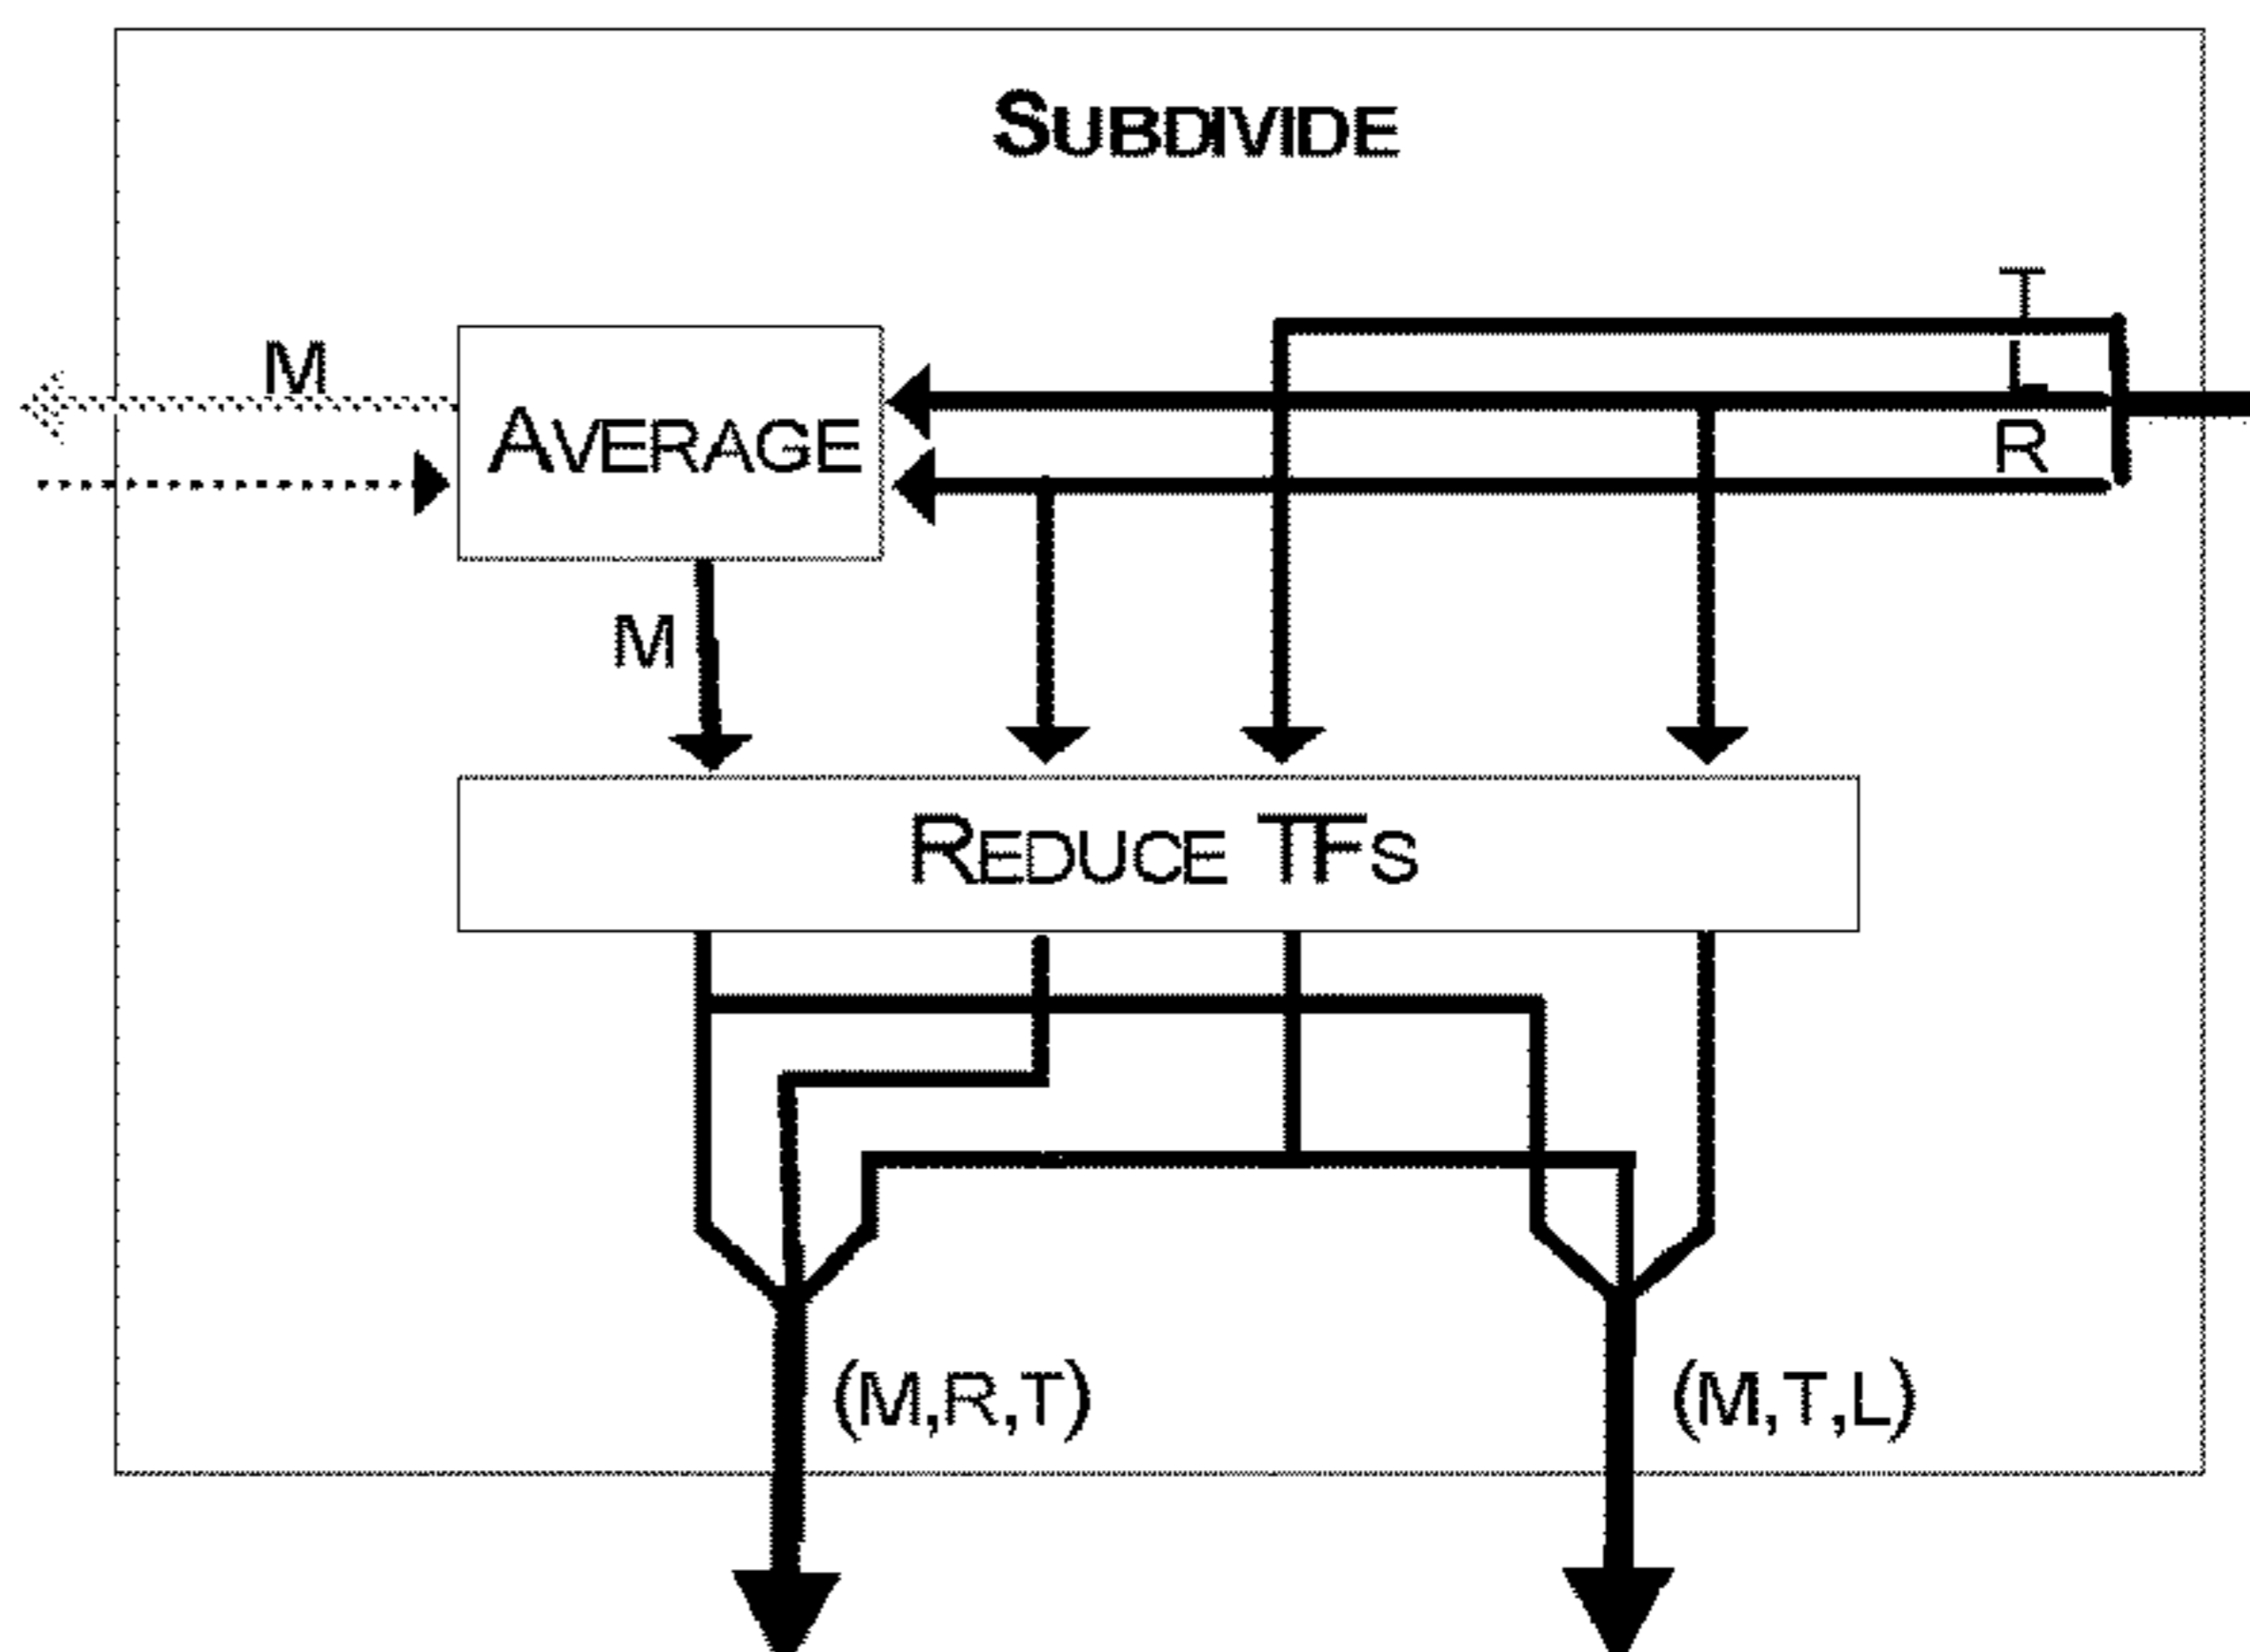 SUBDIVIDE
T
L
R
M
AVERAGE
M
REDUCE TFS
(M,R,T)
(M,T,L)